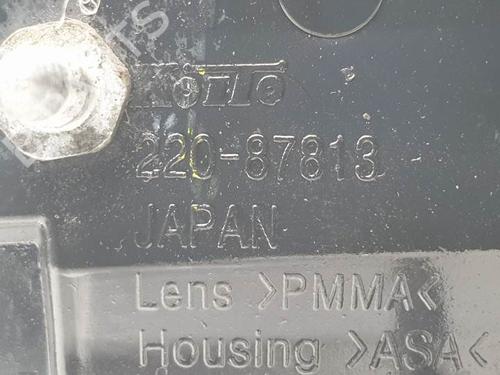 KOITO
220-87813
JAPAN
Lens >PMMA<
Housing >ASA<